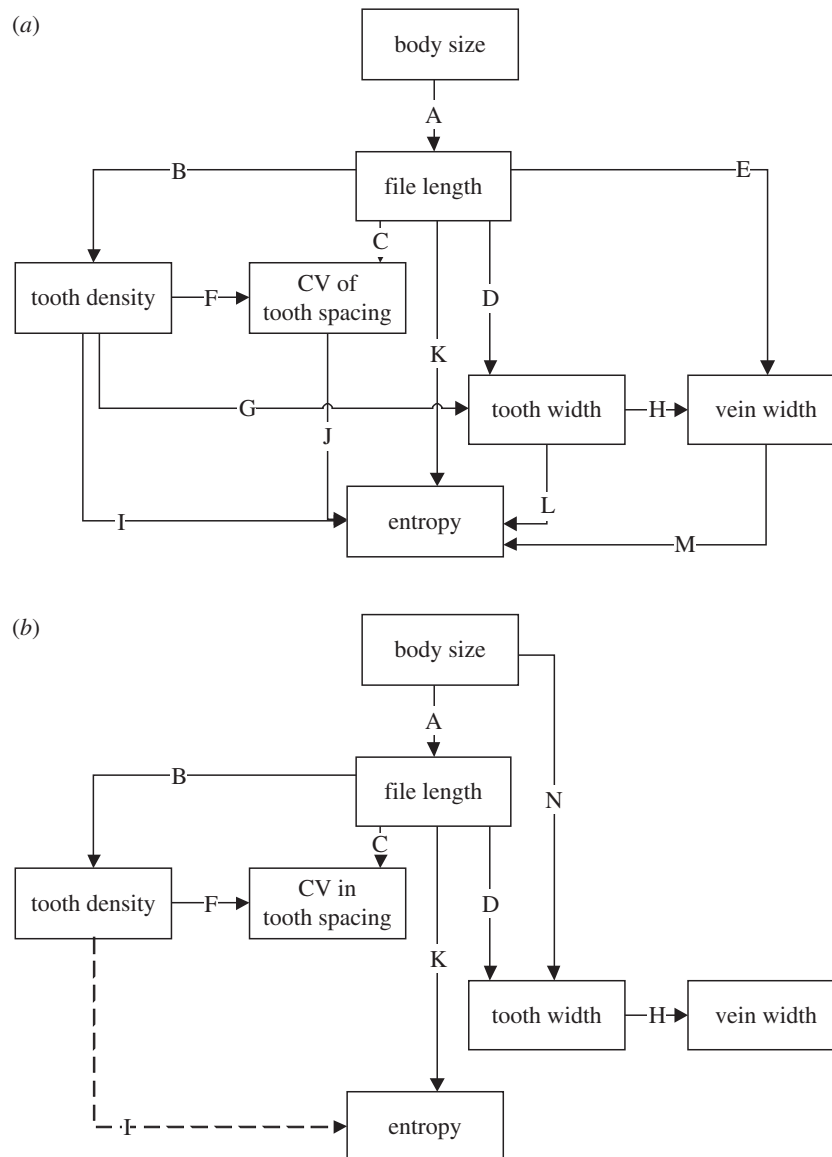 (a)
body size
A
B
file length
E
C
tooth density
F
CV of
tooth spacing
D
K
G
J
tooth width
H
vein width
I
entropy
L
M
(b)
body size
A
B
file length
N
C
tooth density
F
CV in
tooth spacing
D
K
tooth width
H
vein width
I
entropy